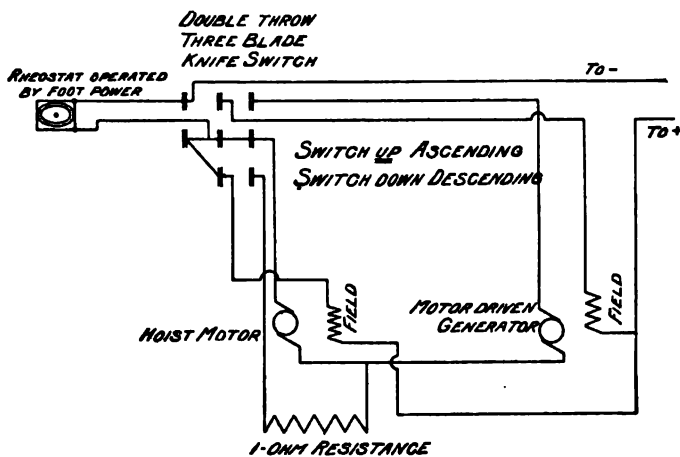 DOUBLE THROW
THREE BLADE
KNIFE SWITCH
RHEOSTAT OPERATED
BY FOOT POWER
TO-
TO+
SWITCH UP ASCENDING
SWITCH DOWN DESCENDING
HOIST MOTOR
FIELD
MOTOR DRIVEN
GENERATOR
FIELD
1-OHM RESISTANCE